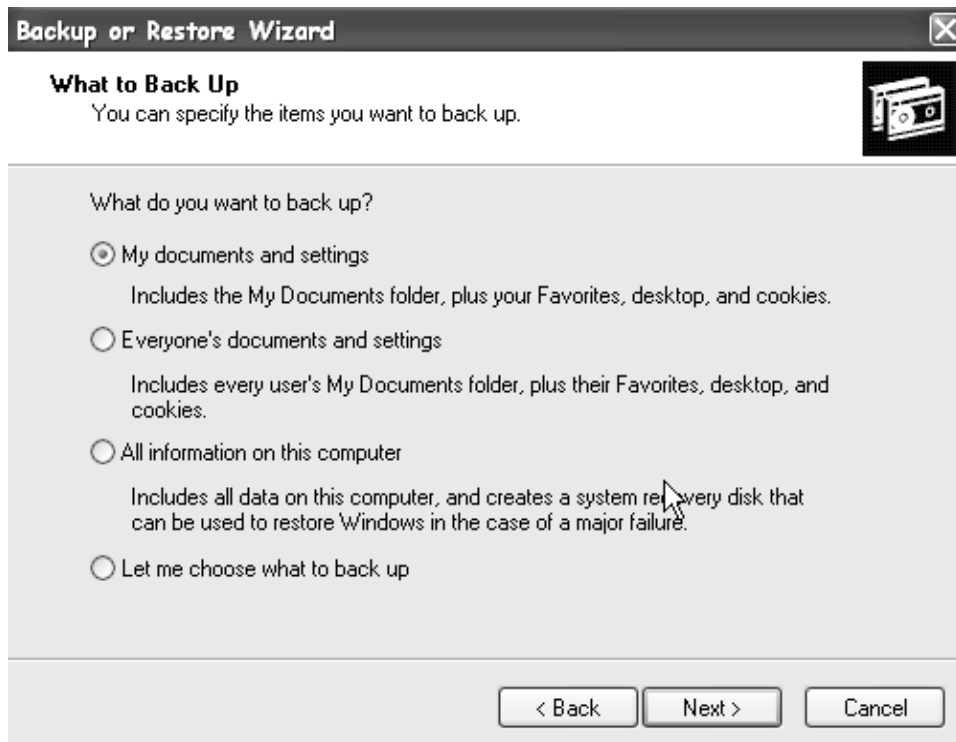 Backup or Restore Wizard
What to Back Up
You can specify the items you want to back up.
What do you want to back up?
My documents and settings
Includes the My Documents folder, plus your Favorites, desktop, and cookies.
Everyone's documents and settings
Includes every user's My Documents folder, plus their Favorites, desktop, and
cookies.
All information on this computer
Includes all data on this computer, and creates a system recovery disk that
can be used to restore Windows in the case of a major failure.
Let me choose what to back up
< Back
Next >
Cancel